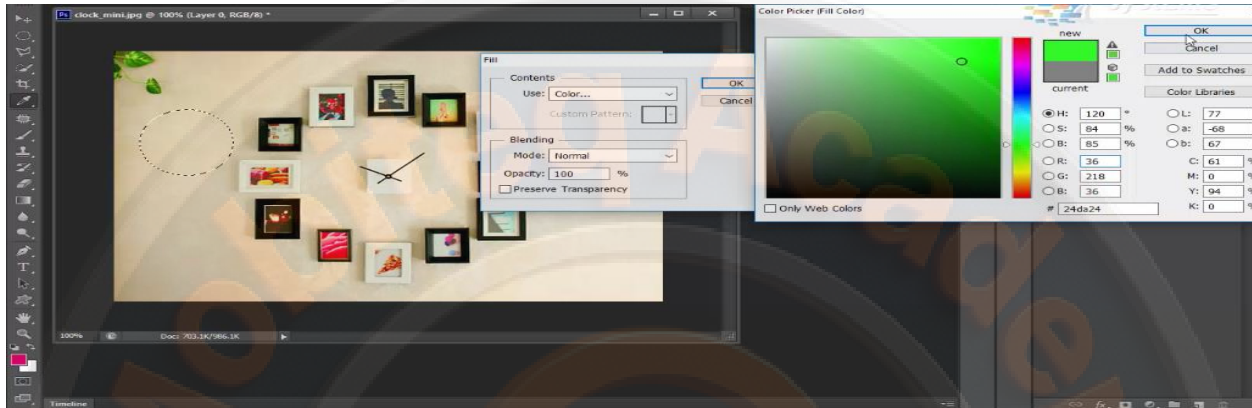 Ps clock_mini.jpg @ 100% (Layer 0, RGB/8) *
100% Doc: 703.1K/986.1K
Timeline
Fill
Contents
Use: Color...
Custom Pattern:
OK
Cancel
Blending
Mode: Normal
Opacity: 100 %
Preserve Transparency
Color Picker (Fill Color)
new
current
OK
Cancel
Add to Swatches
Color Libraries
H: 120 °
S: 84 %
B: 85 %
R: 36
G: 218
B: 36
# 24da24
L: 77
a: -68
b: 67
C: 61 %
M: 0 %
Y: 94 %
K: 0 %
Only Web Colors
T
fx